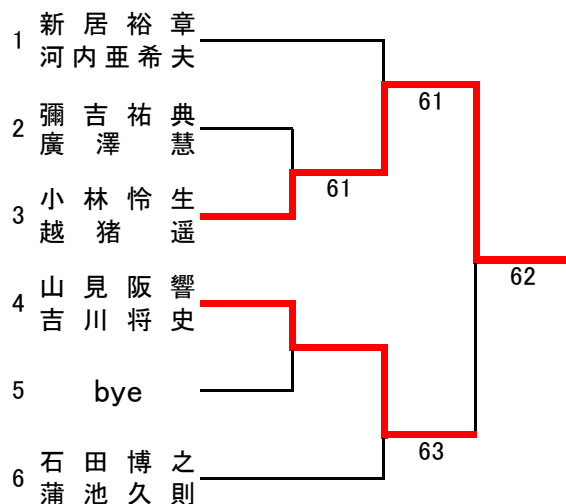 1 新居裕章
河内亜希夫
61
2 彌吉祐典
廣澤慧
61
3 小林怜生
越猪遥
62
4 山見阪響
吉川将史
5 bye
63
6 石田博之
蒲池久則